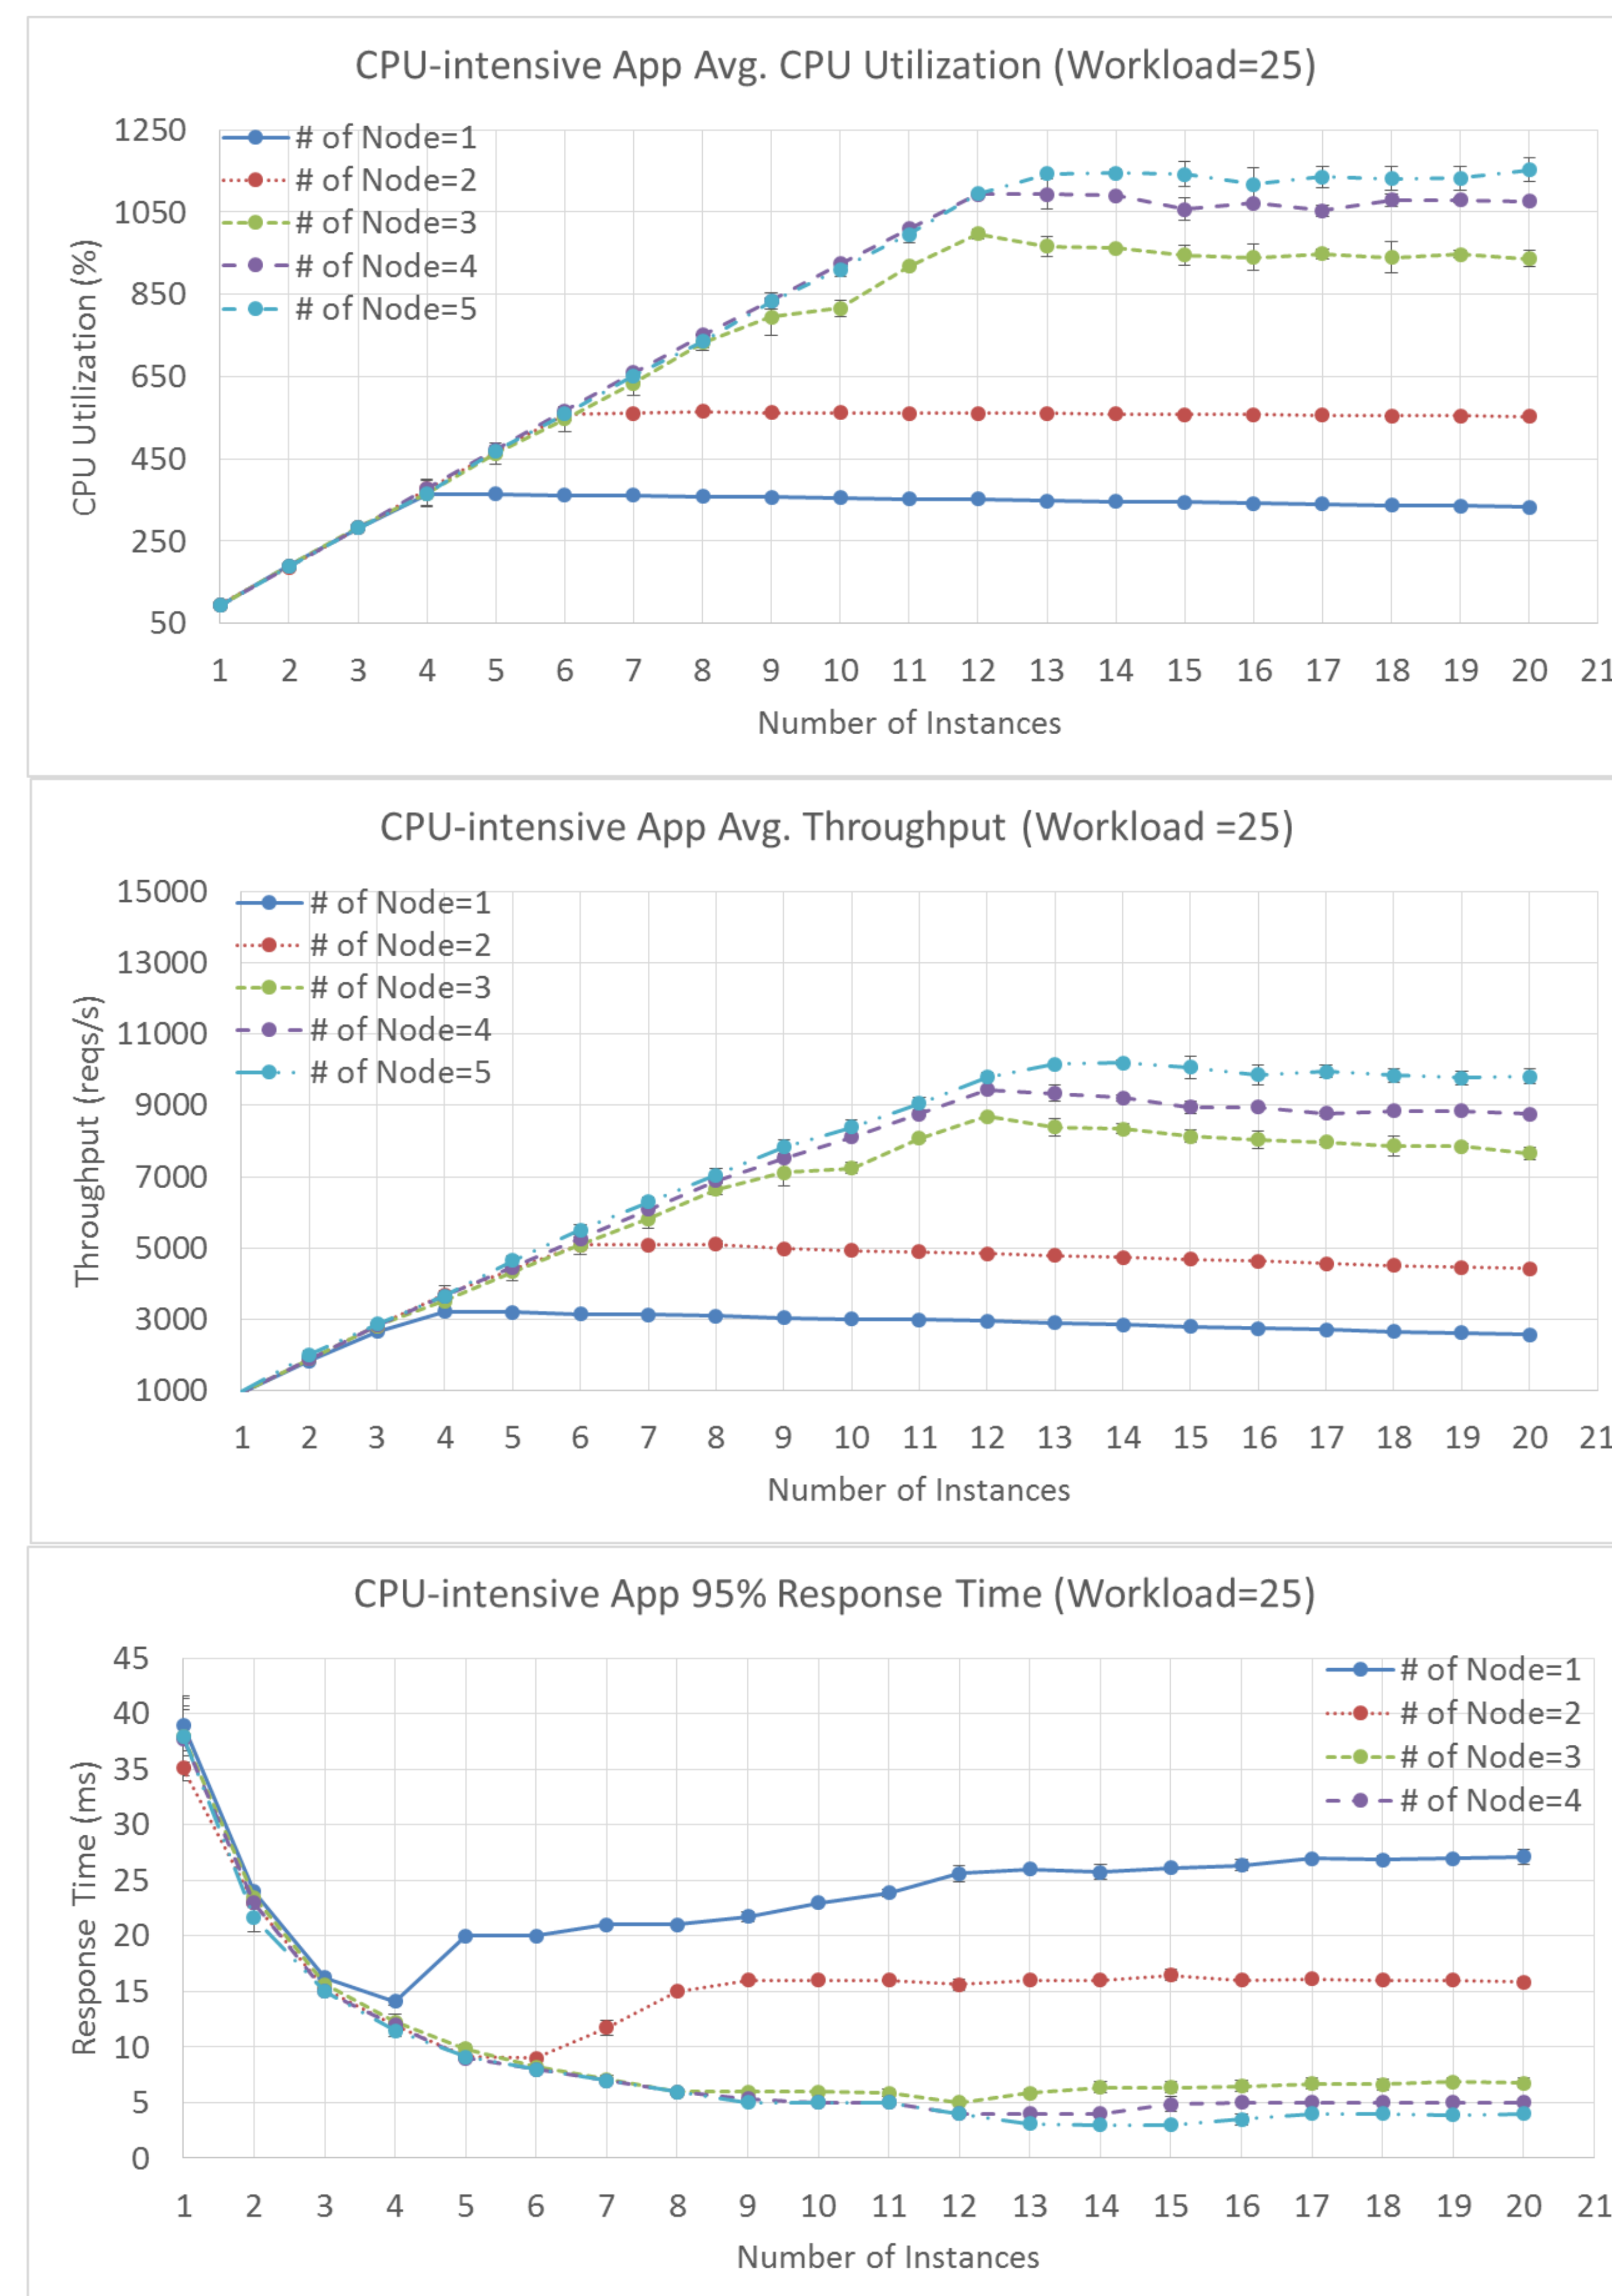 CPU-intensive App Avg. CPU Utilization (Workload=25)
CPU Utilization (%)
1250
1050
850
650
450
250
50
# of Node=1
# of Node=2
# of Node=3
# of Node=4
# of Node=5
1 2 3 4 5 6 7 8 9 10 11 12 13 14 15 16 17 18 19 20 21
Number of Instances
CPU-intensive App Avg. Throughput (Workload =25)
Throughput (reqs/s)
15000
13000
11000
9000
7000
5000
3000
1000
# of Node=1
# of Node=2
# of Node=3
# of Node=4
# of Node=5
1 2 3 4 5 6 7 8 9 10 11 12 13 14 15 16 17 18 19 20 21
Number of Instances
CPU-intensive App 95% Response Time (Workload=25)
Response Time (ms)
45
40
35
30
25
20
15
10
5
0
# of Node=1
# of Node=2
# of Node=3
# of Node=4
1 2 3 4 5 6 7 8 9 10 11 12 13 14 15 16 17 18 19 20 21
Number of Instances